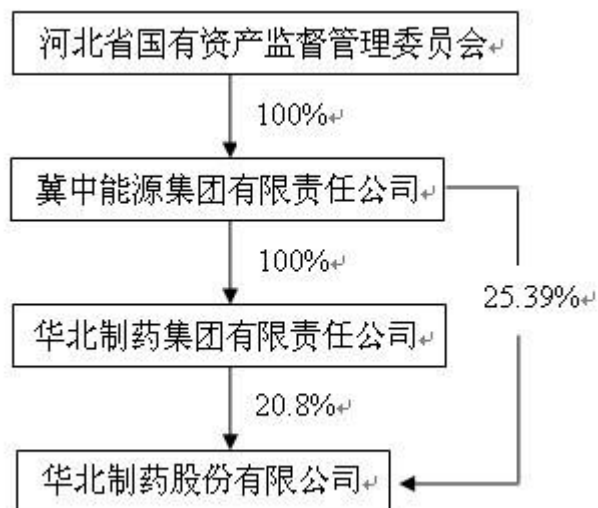 河北省国有资产监督管理委员会
100%
冀中能源集团有限责任公司
100%
25.39%
华北制药集团有限责任公司
20.8%
华北制药股份有限公司